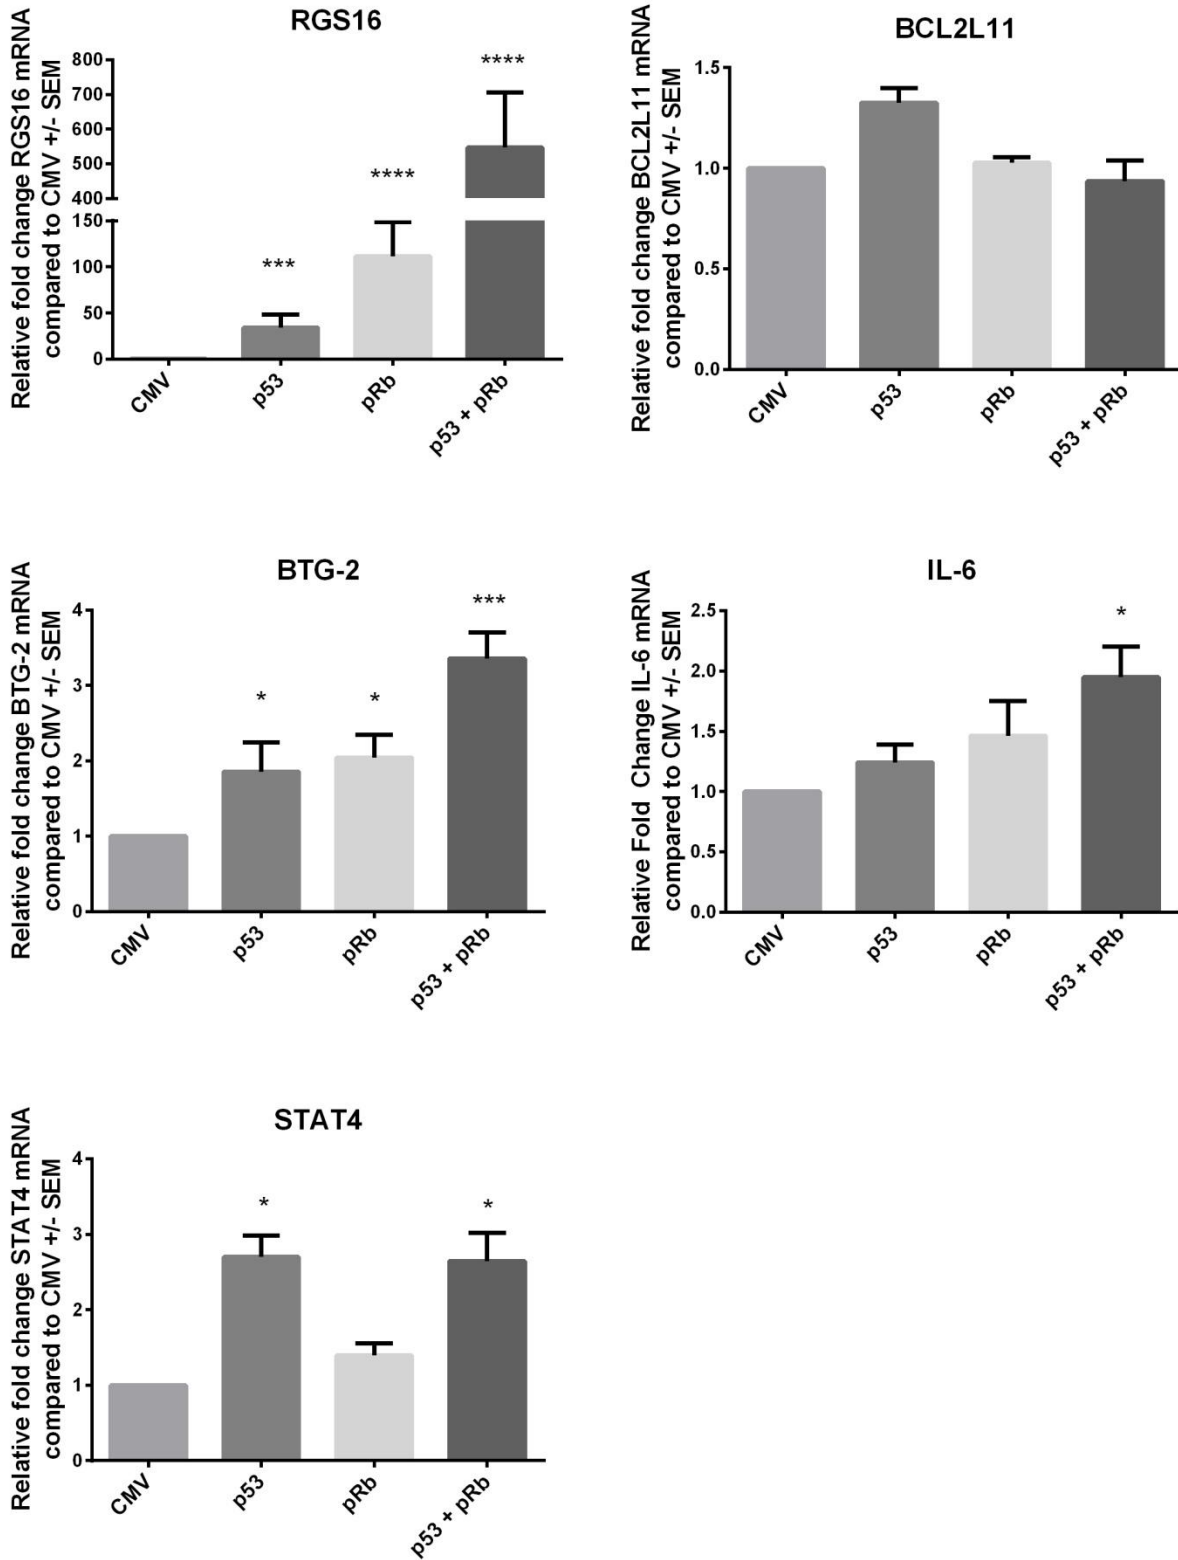 RGS16
Relative fold change RGS16 mRNA
compared to CMV +/- SEM
800
700
600
500
400
150
100
50
0
***
****
****
CMV
p53
pRb
p53 + pRb
BCL2L11
Relative fold change BCL2L11 mRNA
compared to CMV +/- SEM
1.5
1.0
0.5
0.0
CMV
p53
pRb
p53 + pRb
BTG-2
Relative fold change BTG-2 mRNA
compared to CMV +/- SEM
4
3
2
1
0
*
*
***
CMV
p53
pRb
p53 + pRb
IL-6
Relative Fold Change IL-6 mRNA
compared to CMV +/- SEM
2.5
2.0
1.5
1.0
0.5
0.0
*
CMV
p53
pRb
p53 + pRb
STAT4
Relative fold change STAT4 mRNA
compared to CMV +/- SEM
4
3
2
1
0
*
*
CMV
p53
pRb
p53 + pRb